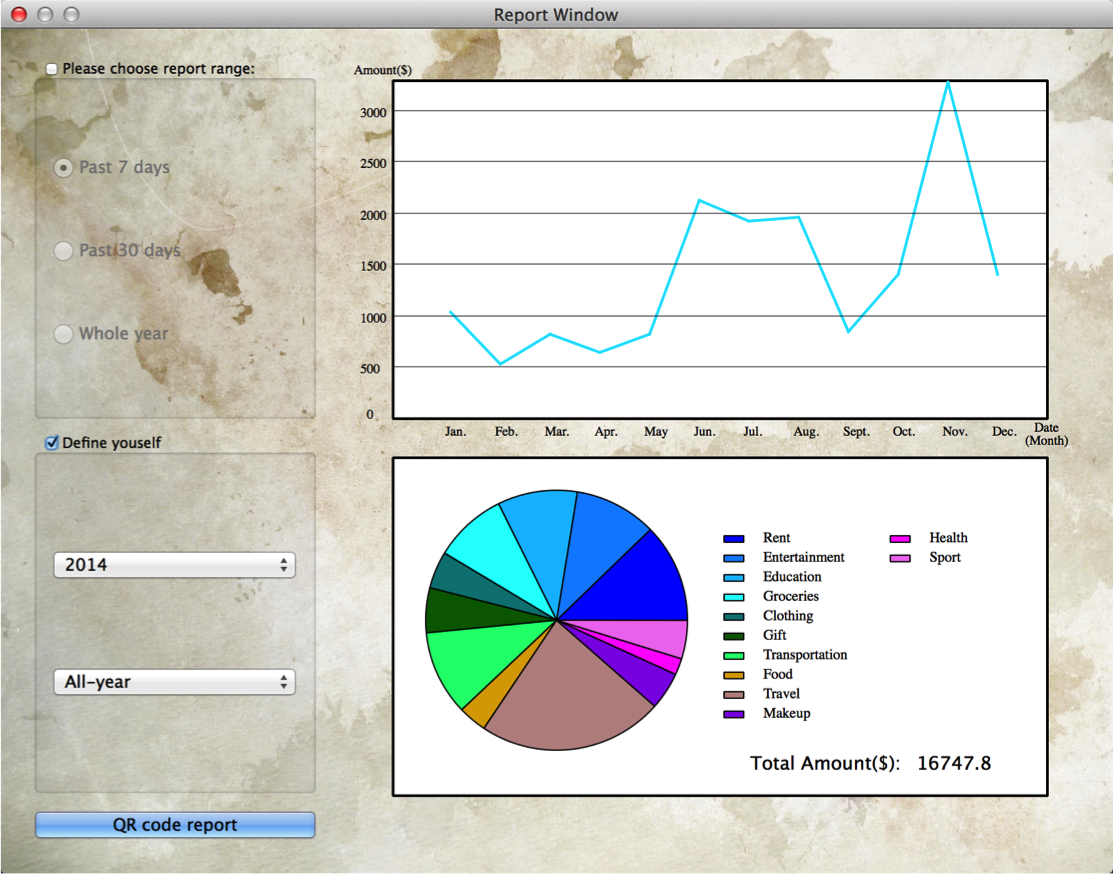 Report Window
Please choose report range:
Past 7 days
Past 30 days
Whole year
Define youself
2014
All-year
QR code report
Amount($)
3000
2500
2000
1500
1000
500
0
Jan. Feb. Mar. Apr. May Jun. Jul. Aug. Sept. Oct. Nov. Dec. Date
(Month)
Rent Health
Entertainment Sport
Education
Groceries
Clothing
Gift
Transportation
Food
Travel
Makeup
Total Amount($): 16747.8